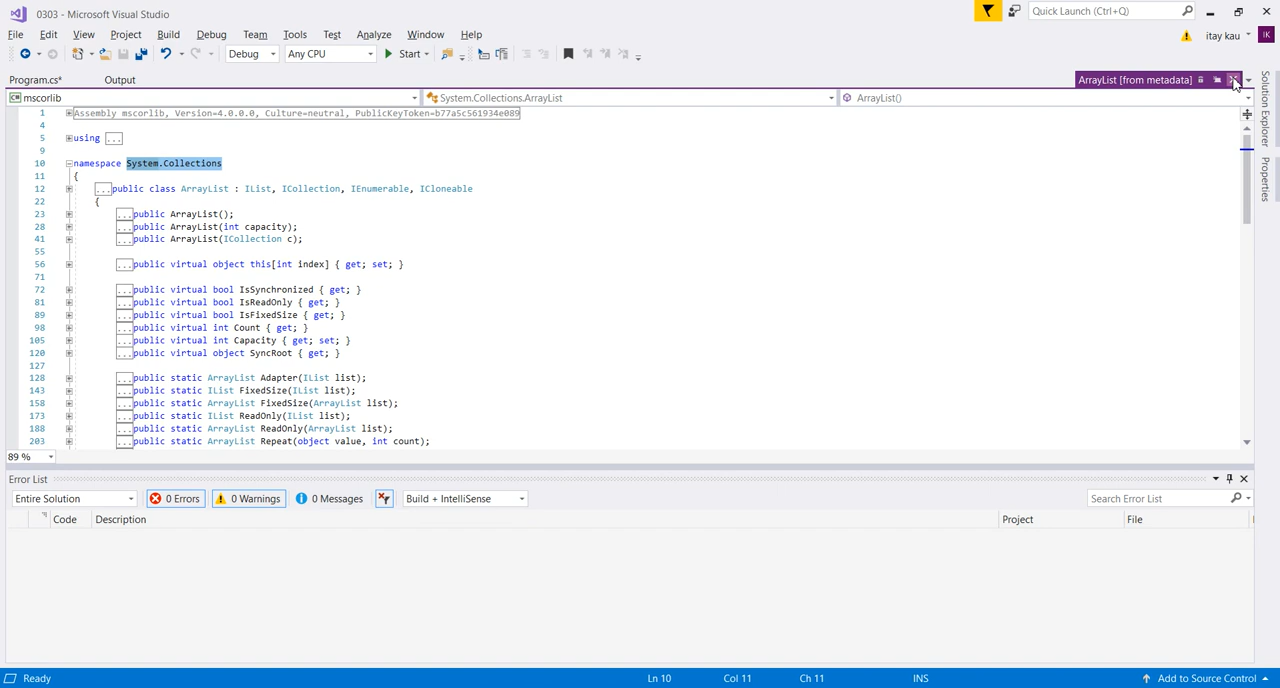 0303 - Microsoft Visual Studio
Quick Launch (Ctrl+Q)
File Edit View Project Build Debug Team Tools Test Analyze Window Help
itay kau IK
Debug Any CPU Start
Program.cs* Output ArrayList [from metadata]
mscorlib System.Collections.ArrayList ArrayList()
1 Assembly mscorlib, Version=4.0.0.0, Culture=neutral, PublicKeyToken=b77a5c561934e089
4
5 using ...
9
10 namespace System.Collections
11 {
12 ...public class ArrayList : IList, ICollection, IEnumerable, ICloneable
22 {
23 ...public ArrayList();
28 ...public ArrayList(int capacity);
41 ...public ArrayList(ICollection c);
55
56 ...public virtual object this[int index] { get; set; }
71
72 ...public virtual bool IsSynchronized { get; }
81 ...public virtual bool IsReadOnly { get; }
89 ...public virtual bool IsFixedSize { get; }
98 ...public virtual int Count { get; }
105 ...public virtual int Capacity { get; set; }
120 ...public virtual object SyncRoot { get; }
127
128 ...public static ArrayList Adapter(IList list);
143 ...public static IList FixedSize(IList list);
158 ...public static ArrayList FixedSize(ArrayList list);
173 ...public static IList ReadOnly(IList list);
188 ...public static ArrayList ReadOnly(ArrayList list);
203 ...public static ArrayList Repeat(object value, int count);
89 %
Solution Explorer
Properties
Error List
Entire Solution 0 Errors 0 Warnings 0 Messages Build + IntelliSense Search Error List
Code Description Project File
Ready Ln 10 Col 11 Ch 11 INS Add to Source Control